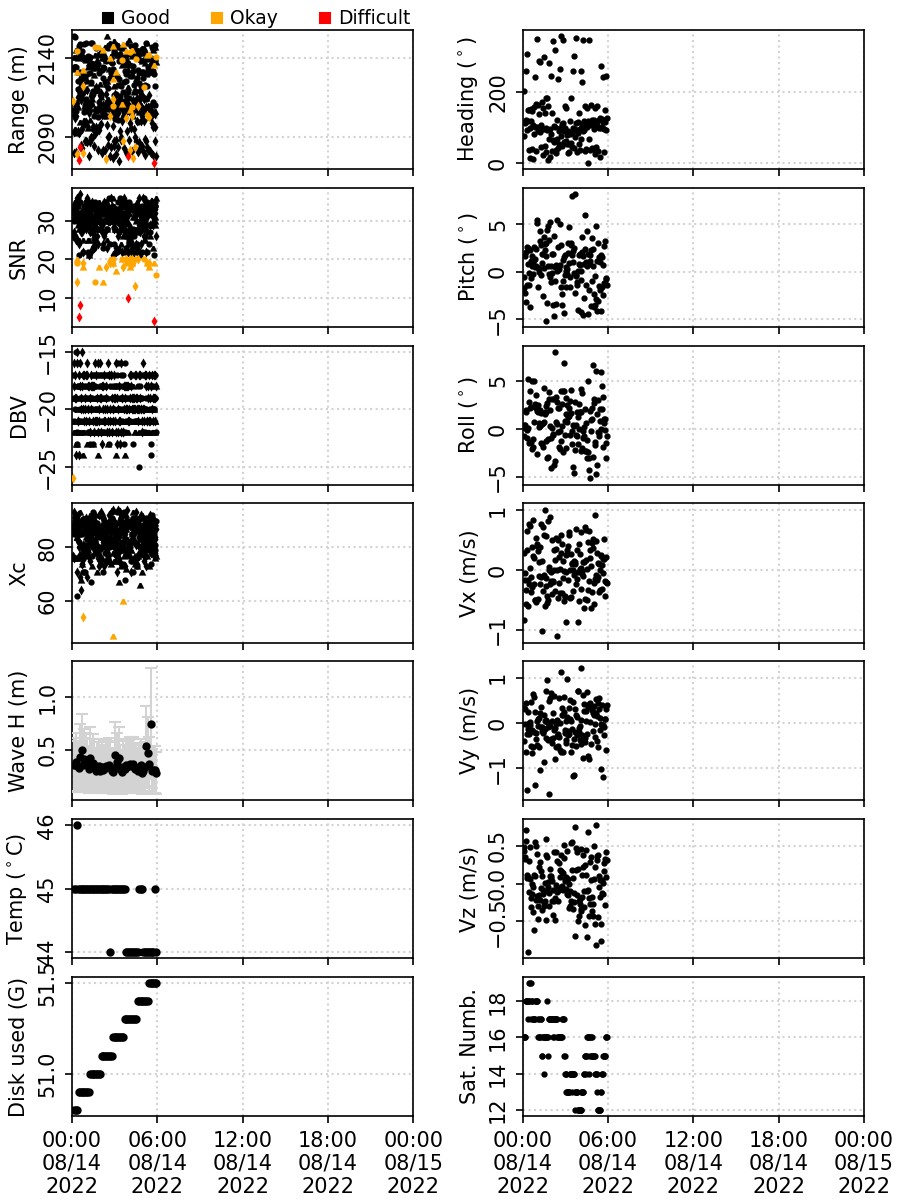 Good Okay Difficult
Range (m)
2140
2090
Heading (°)
200
0
SNR
30
20
10
Pitch (°)
5
0
−5
DBV
−15
−20
−25
Roll (°)
5
0
−5
Xc
80
60
Vx (m/s)
1
0
−1
Wave H (m)
1.0
0.5
Vy (m/s)
1
0
−1
Temp (°C)
46
45
44
Vz (m/s)
0.5
0.0
−0.5
Disk used (G)
51.5
51.0
Sat. Numb.
18
16
14
12
00:00 06:00 12:00 18:00 00:00 00:00 06:00 12:00 18:00 00:00
08/14 08/14 08/14 08/14 08/15 08/14 08/14 08/14 08/14 08/15
2022 2022 2022 2022 2022 2022 2022 2022 2022 2022